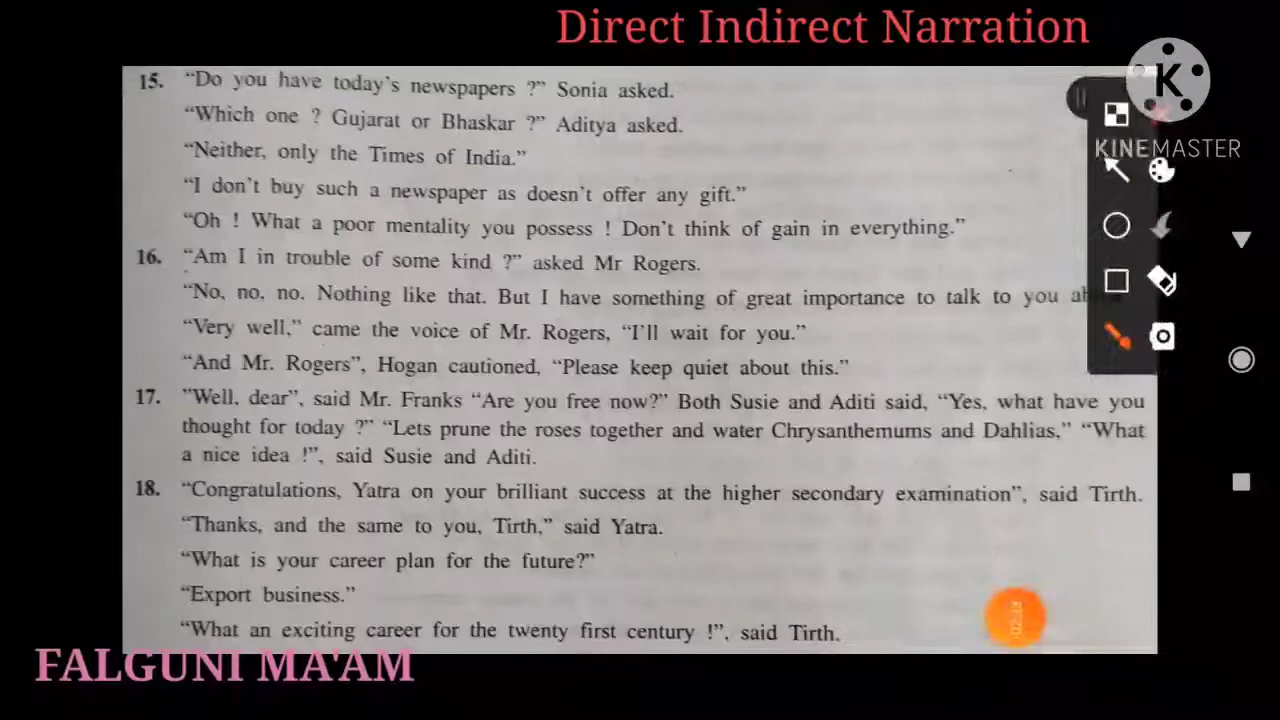 Direct Indirect Narration
KINEMASTER
15. “Do you have today’s newspapers ?” Sonia asked.
“Which one ? Gujarat or Bhaskar ?” Aditya asked.
“Neither, only the Times of India.”
“I don’t buy such a newspaper as doesn’t offer any gift.”
“Oh ! What a poor mentality you possess ! Don’t think of gain in everything.”
16. “Am I in trouble of some kind ?” asked Mr Rogers.
“No, no, no. Nothing like that. But I have something of great importance to talk to you
“Very well,” came the voice of Mr. Rogers, “I’ll wait for you.”
“And Mr. Rogers”, Hogan cautioned, “Please keep quiet about this.”
17. ”Well, dear”, said Mr. Franks “Are you free now?” Both Susie and Aditi said, “Yes, what have you
thought for today ?” “Lets prune the roses together and water Chrysanthemums and Dahlias,” “What
a nice idea !”, said Susie and Aditi.
18. “Congratulations, Yatra on your brilliant success at the higher secondary examination”, said Tirth.
“Thanks, and the same to you, Tirth,” said Yatra.
“What is your career plan for the future?”
“Export business.”
“What an exciting career for the twenty first century !”, said Tirth.
FALGUNI MA'AM